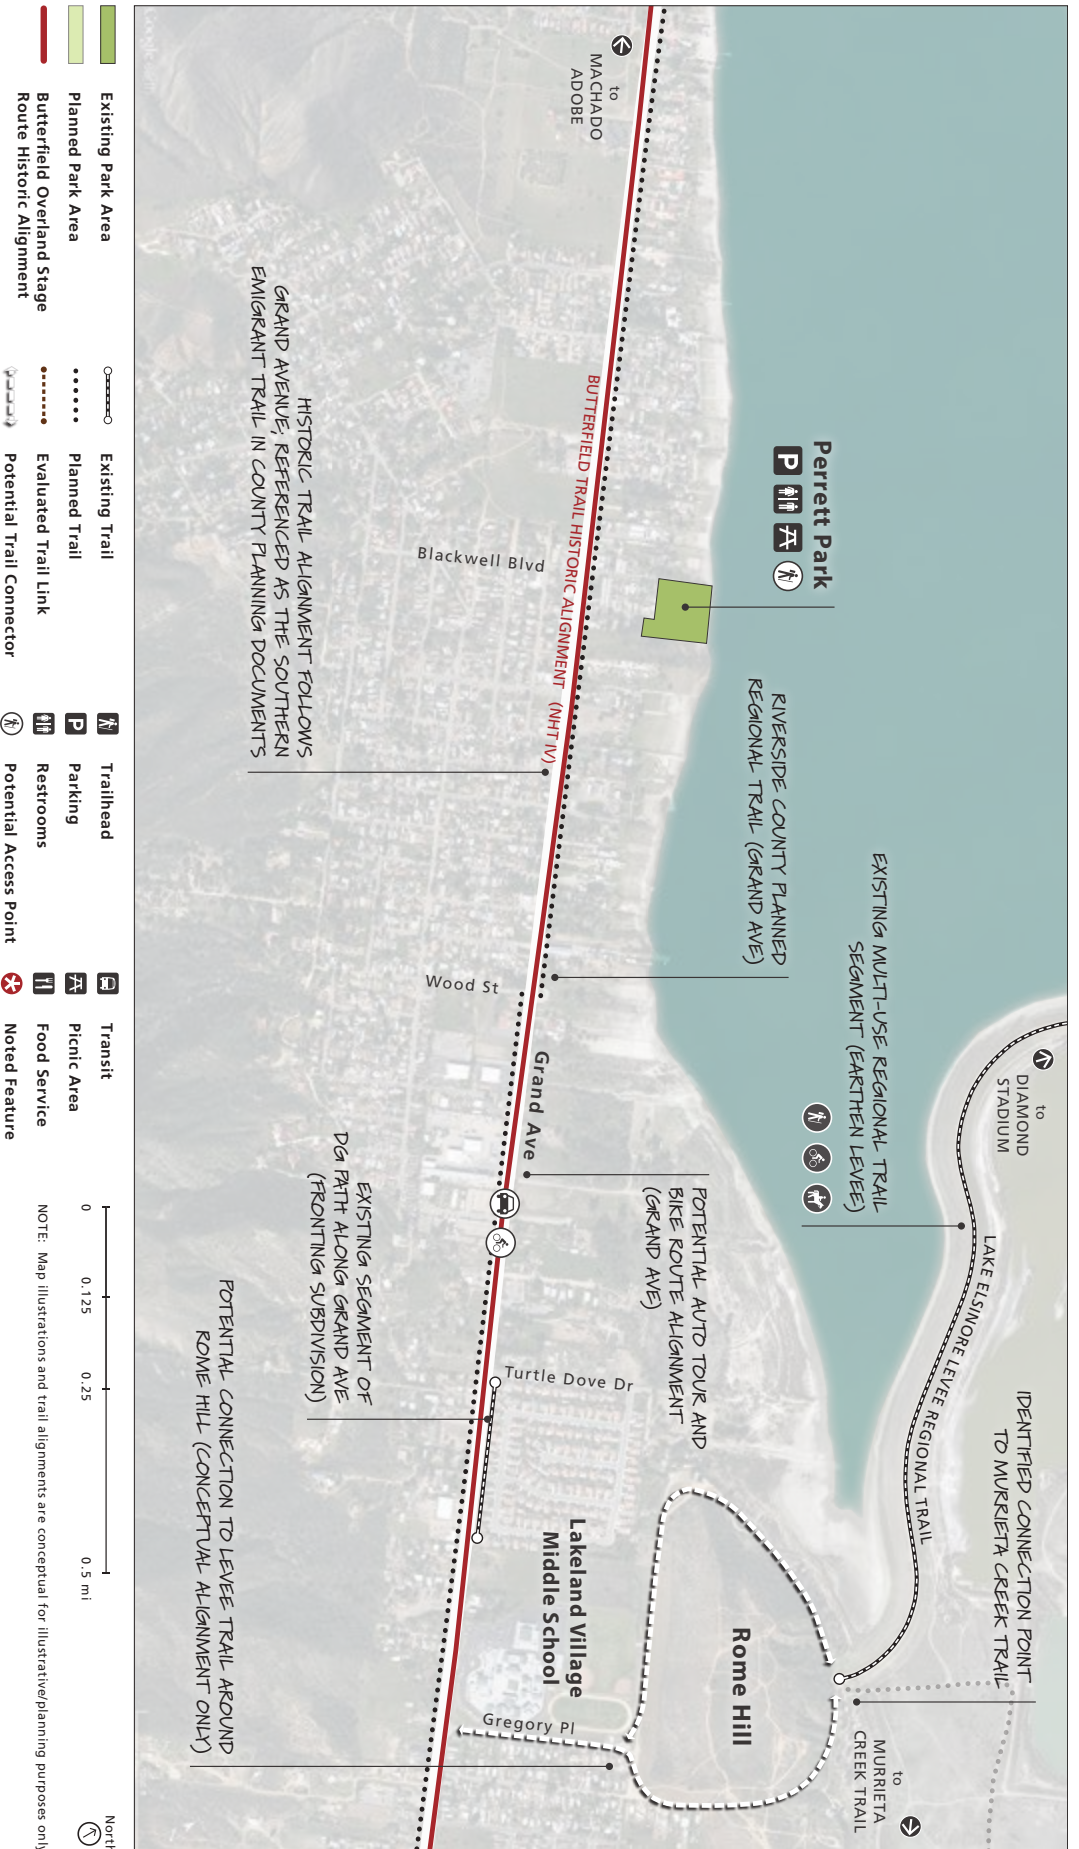 to
MACHADO
ADOBE
Perrett Park
P
BUTTERFIELD TRAIL HISTORIC ALIGNMENT (NHT IV)
Blackwell Blvd
HISTORIC TRAIL ALIGNMENT FOLLOWS
GRAND AVENUE; REFERENCED AS THE SOUTHERN
EMIGRANT TRAIL IN COUNTY PLANNING DOCUMENTS
RIVERSIDE COUNTY PLANNED
REGIONAL TRAIL (GRAND AVE)
EXISTING MULTI-USE REGIONAL TRAIL
SEGMENT (EARTHEN LEVEE)
to
DIAMOND
STADIUM
LAKE ELSINORE LEVEE REGIONAL TRAIL
Wood St
Grand Ave
POTENTIAL AUTO TOUR AND
BIKE ROUTE ALIGNMENT
(GRAND AVE)
EXISTING SEGMENT OF
DG PATH ALONG GRAND AVE
(FRONTING SUBDIVISION)
Turtle Dove Dr
IDENTIFIED CONNECTION POINT
TO MURRIETA CREEK TRAIL
Lakeland Village
Middle School
Rome Hill
Gregory Pl
to
MURRIETA
CREEK TRAIL
POTENTIAL CONNECTION TO LEVEE TRAIL AROUND
ROME HILL (CONCEPTUAL ALIGNMENT ONLY)
Google
Existing Park Area
Planned Park Area
Butterfield Overland Stage
Route Historic Alignment
Existing Trail
Planned Trail
Evaluated Trail Link
Potential Trail Connector
Trailhead
P
Parking
Restrooms
Potential Access Point
Transit
Picnic Area
Food Service
Noted Feature
0 0.125 0.25 0.5 mi
NOTE: Map illustrations and trail alignments are conceptual for illustrative/planning purposes only
North